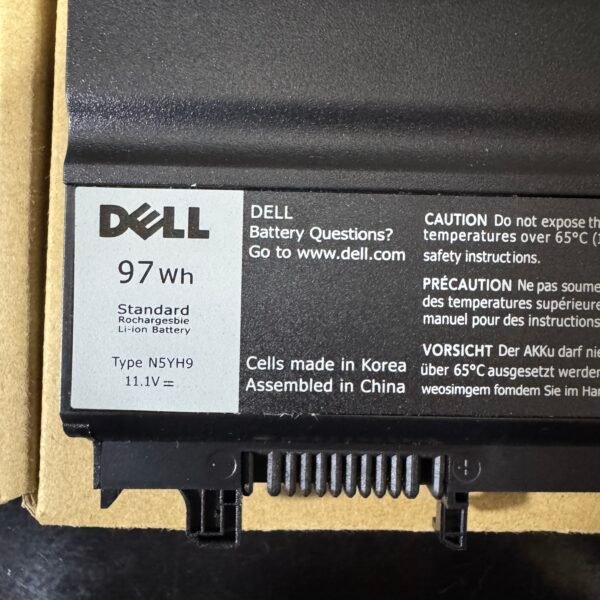 DELL
97 Wh
Standard
Rochargesbie
Li-ion Battery
Type N5YH9
11.1V ⎓
DELL
Battery Questions?
Go to www.dell.com
Cells made in Korea
Assembled in China
CAUTION Do not expose th
temperatures over 65°C (1
safety instructions.
PRÉCAUTION Ne pas soume
des temperatures supérieure
manuel pour des instructions
VORSICHT Der AKKu darf nie
über 65°C ausgesetzt werden
weosimgem fomdem Sie im Han
- +